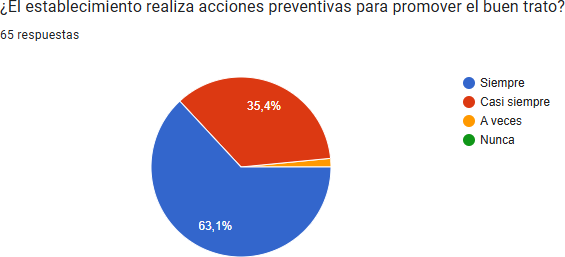 ¿El establecimiento realiza acciones preventivas para promover el buen trato?
65 respuestas
Siempre
Casi siempre
A veces
Nunca
35,4%
63,1%